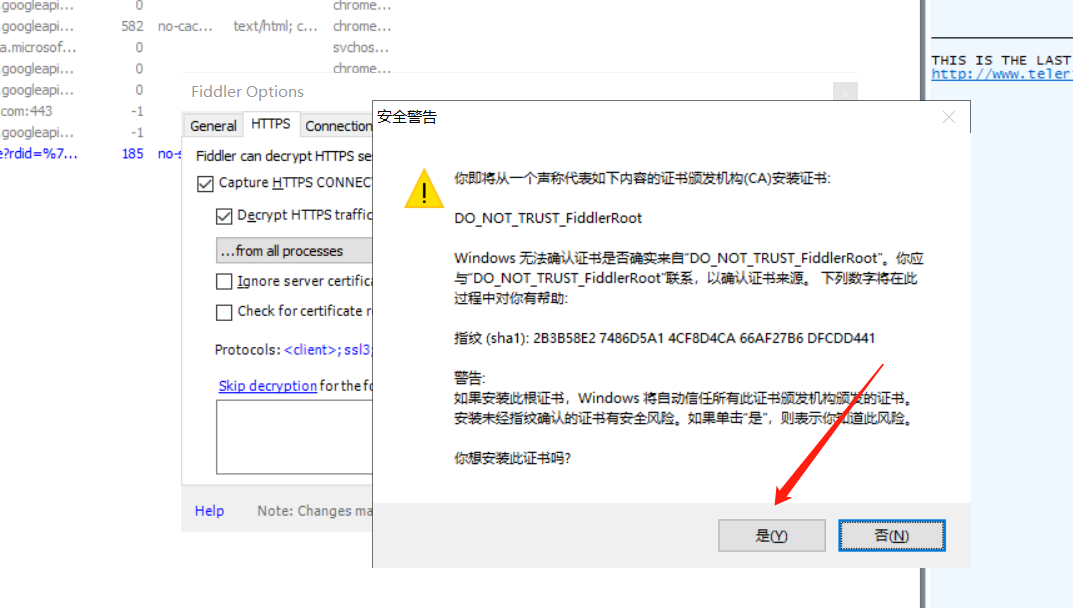 .googleapi... 0 chrome...
.googleapi... 582 no-cac... text/html; c... chrome...
a.microsof... 0 svchos...
.googleapi... 0 chrome...
.googleapi... 0
com:443 -1
.googleapi... -1
e?rdid=%7... 185 no-s
THIS IS THE LAST
http://www.teler
Fiddler Options
General HTTPS Connection
Fiddler can decrypt HTTPS se
Capture HTTPS CONNECT
Decrypt HTTPS traffic
...from all processes
Ignore server certifica
Check for certificate r
Protocols: <client>;ssl3;
Skip decryption for the fo
Help Note: Changes ma
安全警告
你即将从一个声称代表如下内容的证书颁发机构(CA)安装证书:
DO_NOT_TRUST_FiddlerRoot
Windows 无法确认证书是否确实来自"DO_NOT_TRUST_FiddlerRoot"。你应
与"DO_NOT_TRUST_FiddlerRoot"联系，以确认证书来源。 下列数字将在此
过程中对你有帮助:
指纹 (sha1): 2B3B58E2 7486D5A1 4CF8D4CA 66AF27B6 DFCDD441
警告:
如果安装此根证书，Windows 将自动信任所有此证书颁发机构颁发的证书。
安装未经指纹确认的证书有安全风险。如果单击"是"，则表示你知道此风险。
你想安装此证书吗?
是(Y) 否(N)